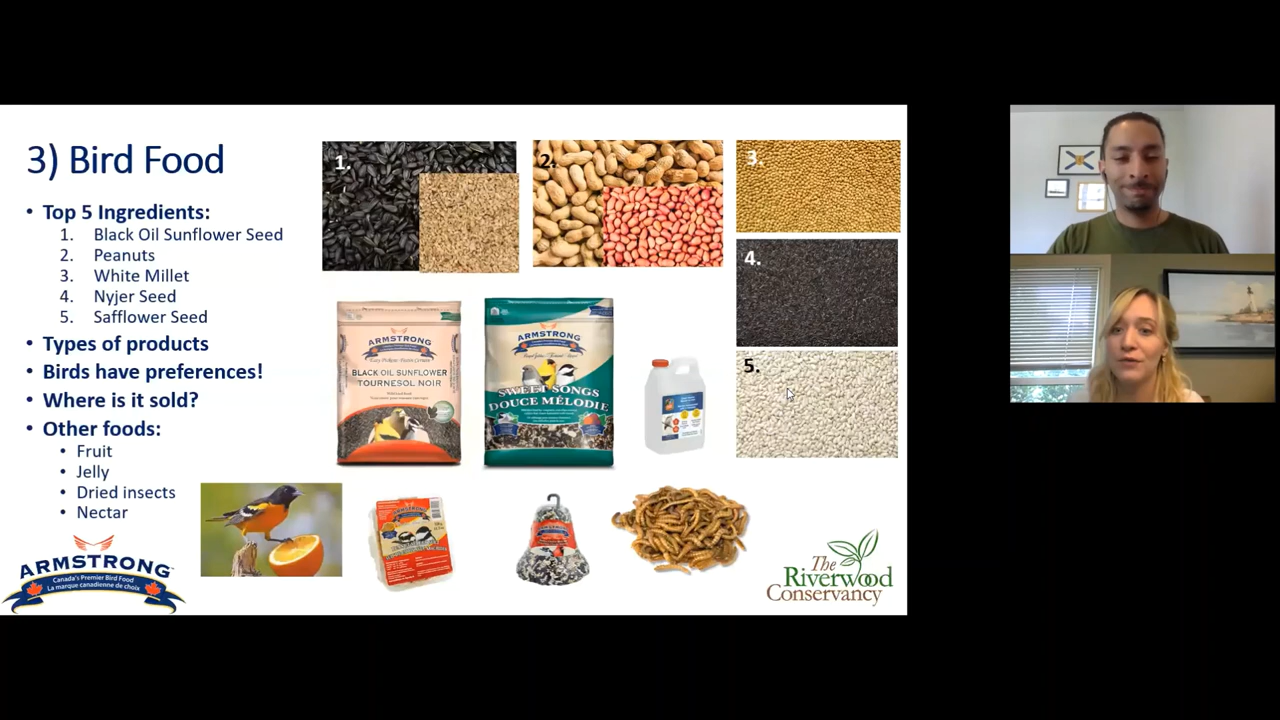 3) Bird Food
• Top 5 Ingredients:
1. Black Oil Sunflower Seed
2. Peanuts
3. White Millet
4. Nyjer Seed
5. Safflower Seed
• Types of products
• Birds have preferences!
• Where is it sold?
• Other foods:
• Fruit
• Jelly
• Dried insects
• Nectar
1.
2.
3.
4.
5.
ARMSTRONG
BLACK OIL SUNFLOWER
TOURNESOL NOIR
ARMSTRONG
SWEET SONGS
DOUCE MÉLODIE
ARMSTRONG
Canada's Premier Bird Food
La marque canadienne de choix
The
Riverwood
Conservancy